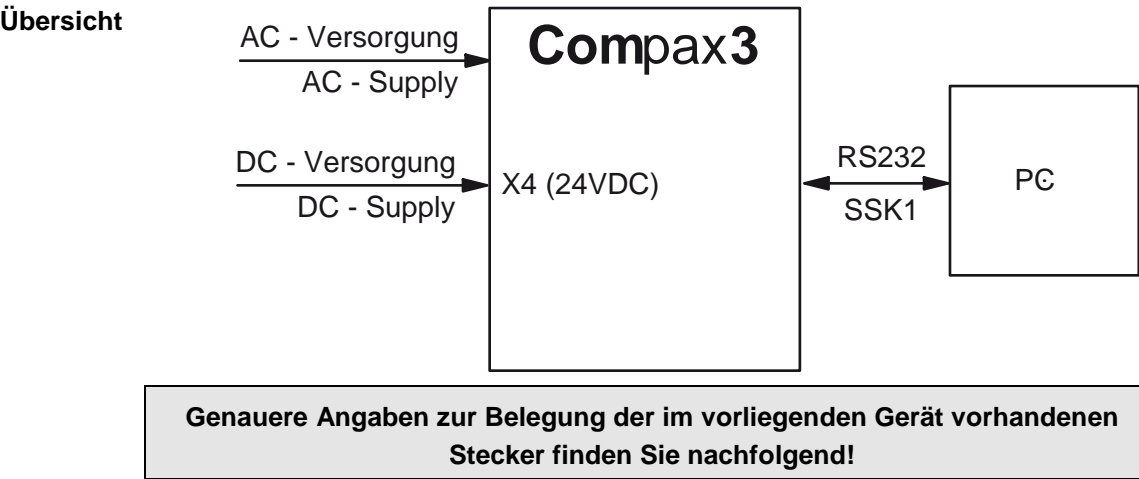 Übersicht
AC - Versorgung
AC - Supply
Compax3
DC - Versorgung
DC - Supply
X4 (24VDC)
RS232
SSK1
PC
Genauere Angaben zur Belegung der im vorliegenden Gerät vorhandenen
Stecker finden Sie nachfolgend!